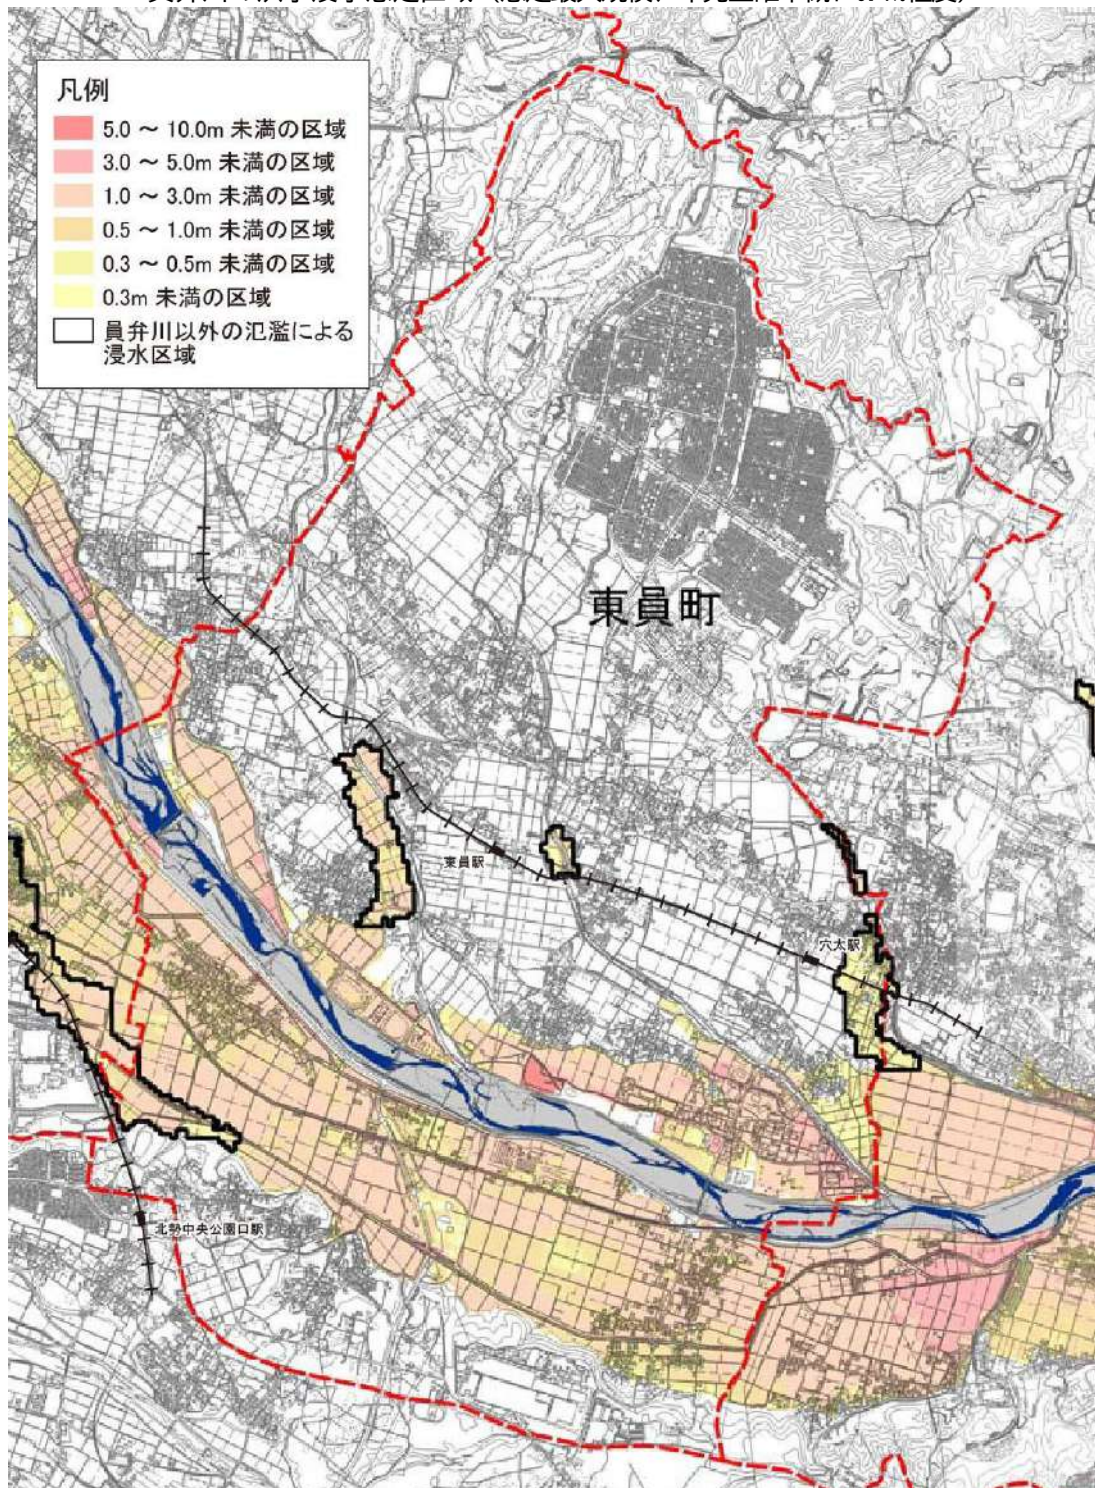 凡例
5.0 ～ 10.0m 未満の区域
3.0 ～ 5.0m 未満の区域
1.0 ～ 3.0m 未満の区域
0.5 ～ 1.0m 未満の区域
0.3 ～ 0.5m 未満の区域
0.3m 未満の区域
員弁川以外の氾濫による
浸水区域
東員町
東員駅
穴太駅
北勢中央公園口駅